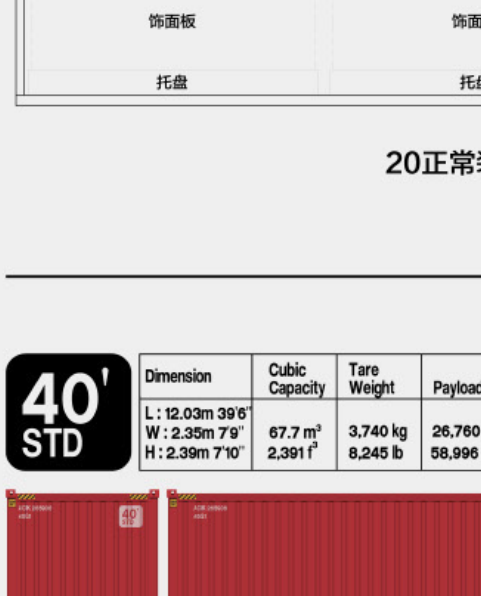 饰面板
饰面
托盘
托盘
20正常装
40' STD
Dimension
Cubic Capacity
Tare Weight
Payload
L : 12.03m 39'6"
W : 2.35m 7'9"
H : 2.39m 7'10"
67.7 m³
2,391 f³
3,740 kg
8,245 lb
26,760
58,996
40' STD